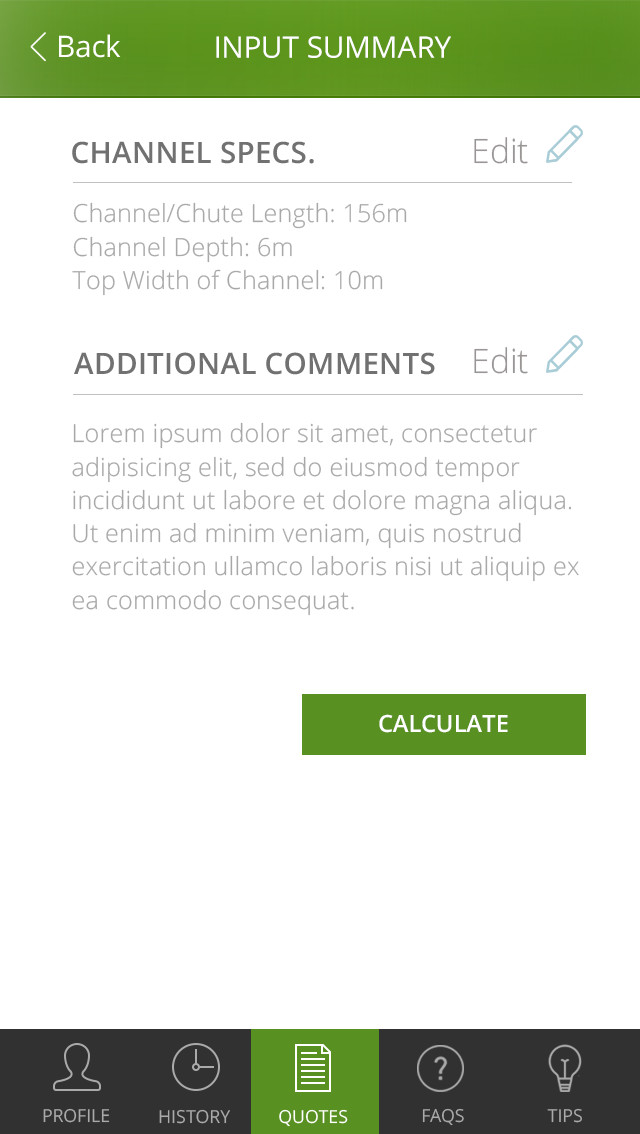 Back INPUT SUMMARY
CHANNEL SPECS. Edit
Channel/Chute Length: 156m
Channel Depth: 6m
Top Width of Channel: 10m
ADDITIONAL COMMENTS Edit
Lorem ipsum dolor sit amet, consectetur
adipisicing elit, sed do eiusmod tempor
incididunt ut labore et dolore magna aliqua.
Ut enim ad minim veniam, quis nostrud
exercitation ullamco laboris nisi ut aliquip ex
ea commodo consequat.
CALCULATE
?
PROFILE HISTORY QUOTES FAQS TIPS